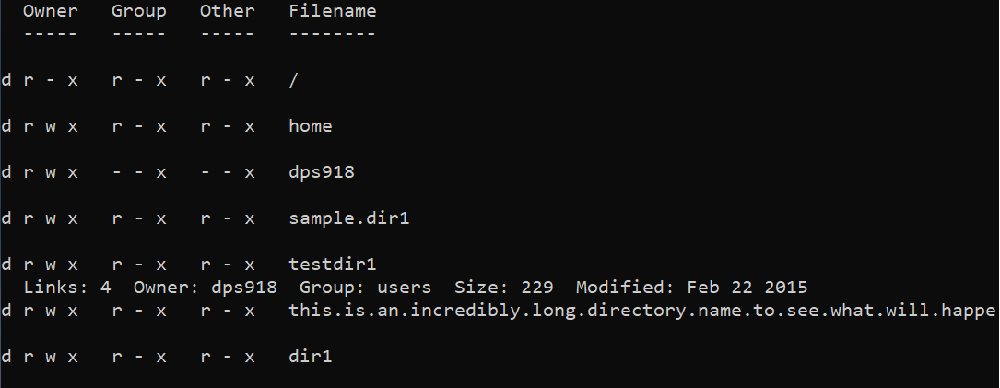 Owner   Group   Other   Filename
  -----   -----   -----   --------
d r - x   r - x   r - x   /
d r w x   r - x   r - x   home
d r w x   - - x   - - x   dps918
d r w x   r - x   r - x   sample.dir1
d r w x   r - x   r - x   testdir1
  Links: 4  Owner: dps918  Group: users  Size: 229  Modified: Feb 22 2015
d r w x   r - x   r - x   this.is.an.incredibly.long.directory.name.to.see.what.will.happe
d r w x   r - x   r - x   dir1